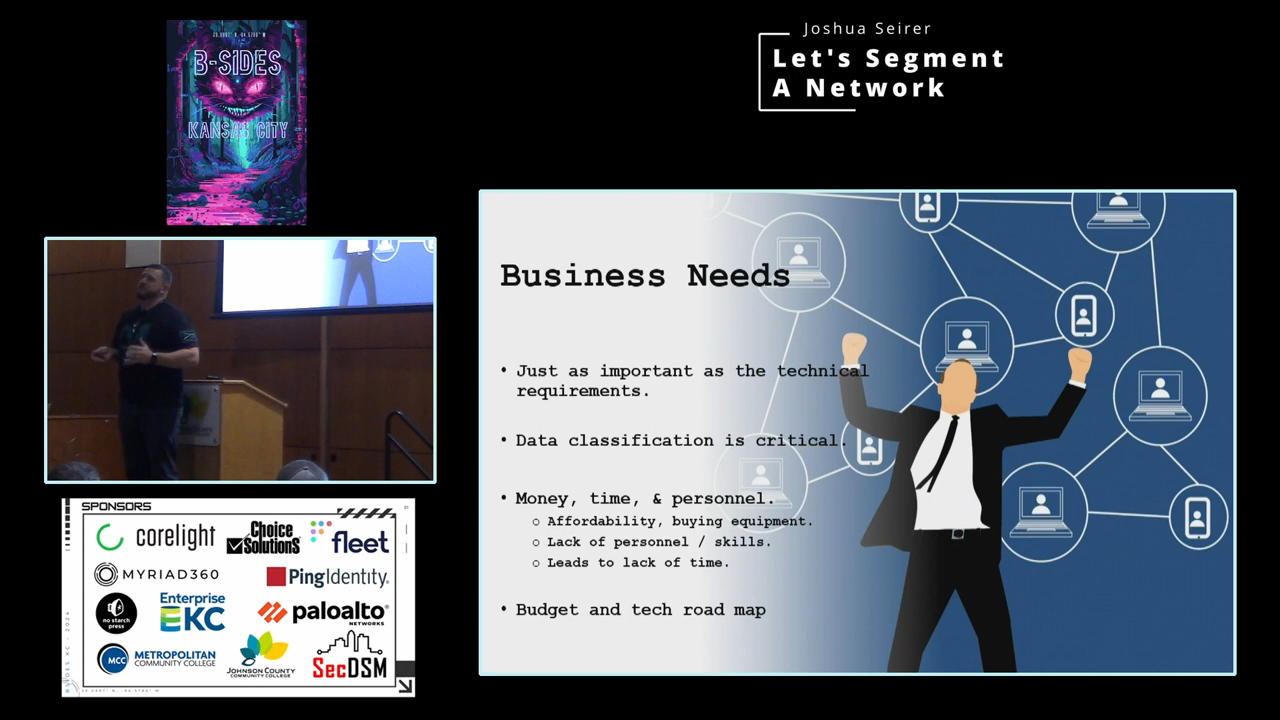 B-SIDES
KANSAS CITY
Joshua Seirer
Let's Segment
A Network
Business Needs
• Just as important as the technical
requirements.
• Data classification is critical.
• Money, time, & personnel.
○ Affordability, buying equipment.
○ Lack of personnel / skills.
○ Leads to lack of time.
• Budget and tech road map
SPONSORS
corelight
Choice
Solutions
fleet
MYRIAD360
PingIdentity.
no starch
press
Enterprise
EKC
paloalto
NETWORKS
MCC
METROPOLITAN
COMMUNITY COLLEGE
JOHNSON COUNTY
COMMUNITY COLLEGE
SecDSM